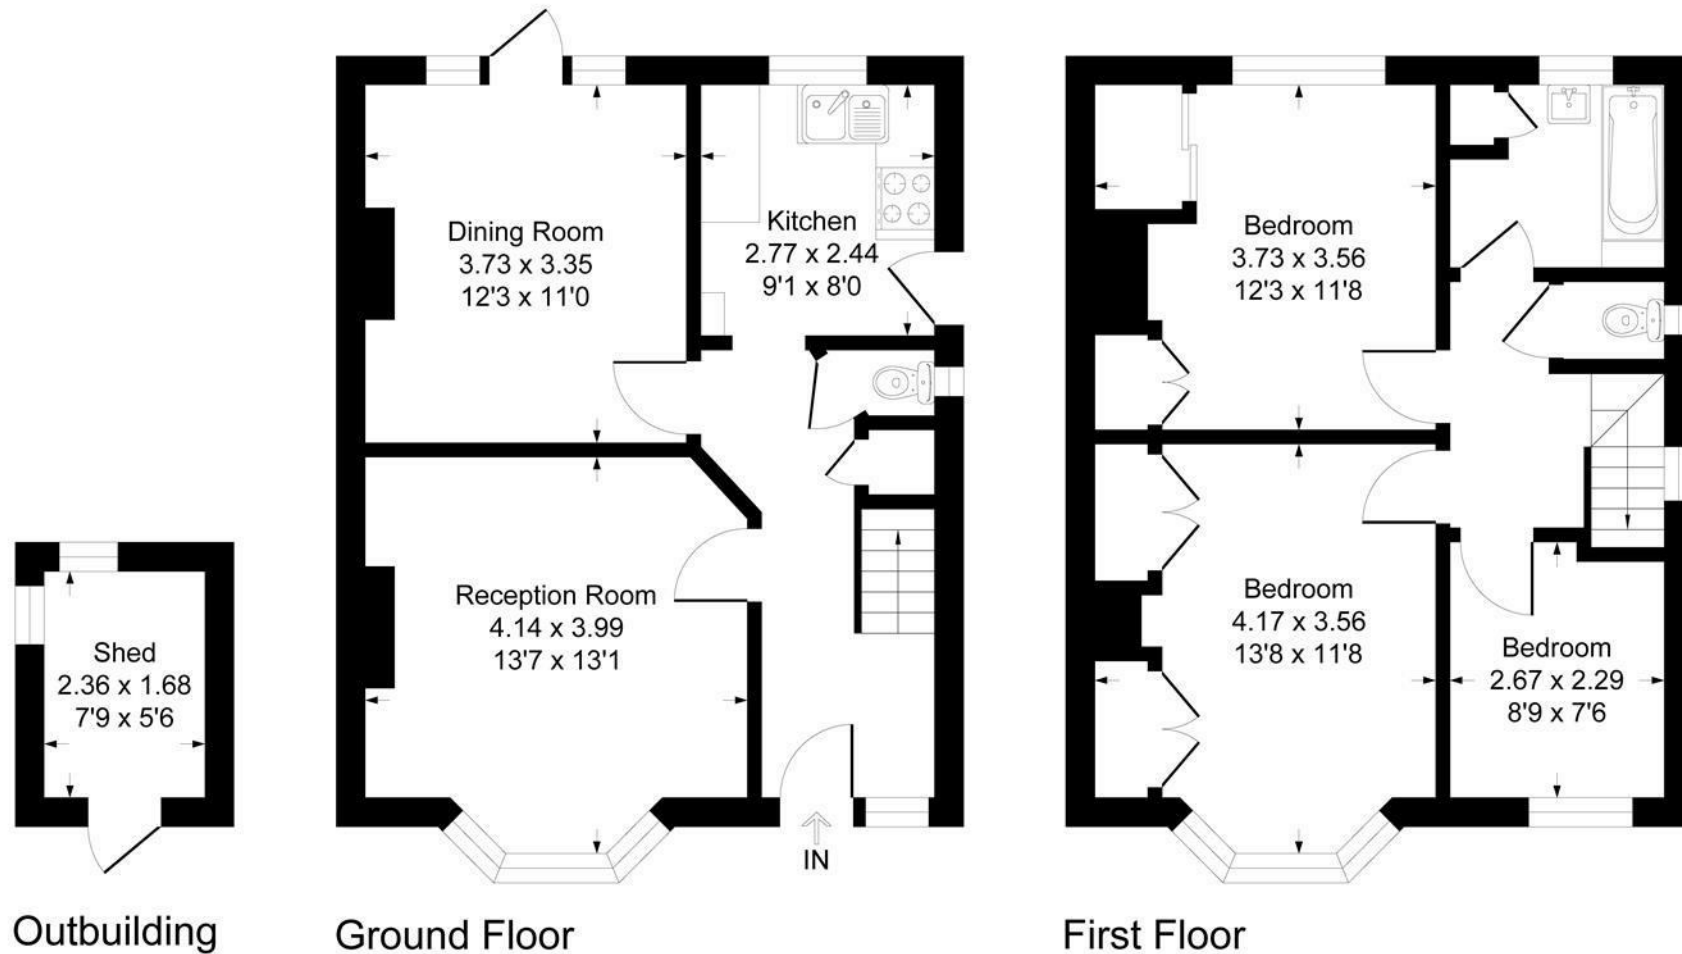 Dining Room
3.73 x 3.35
12'3 x 11'0
Kitchen
2.77 x 2.44
9'1 x 8'0
Reception Room
4.14 x 3.99
13'7 x 13'1
IN
Bedroom
3.73 x 3.56
12'3 x 11'8
Bedroom
4.17 x 3.56
13'8 x 11'8
Bedroom
2.67 x 2.29
8'9 x 7'6
Shed
2.36 x 1.68
7'9 x 5'6
Outbuilding
Ground Floor
First Floor